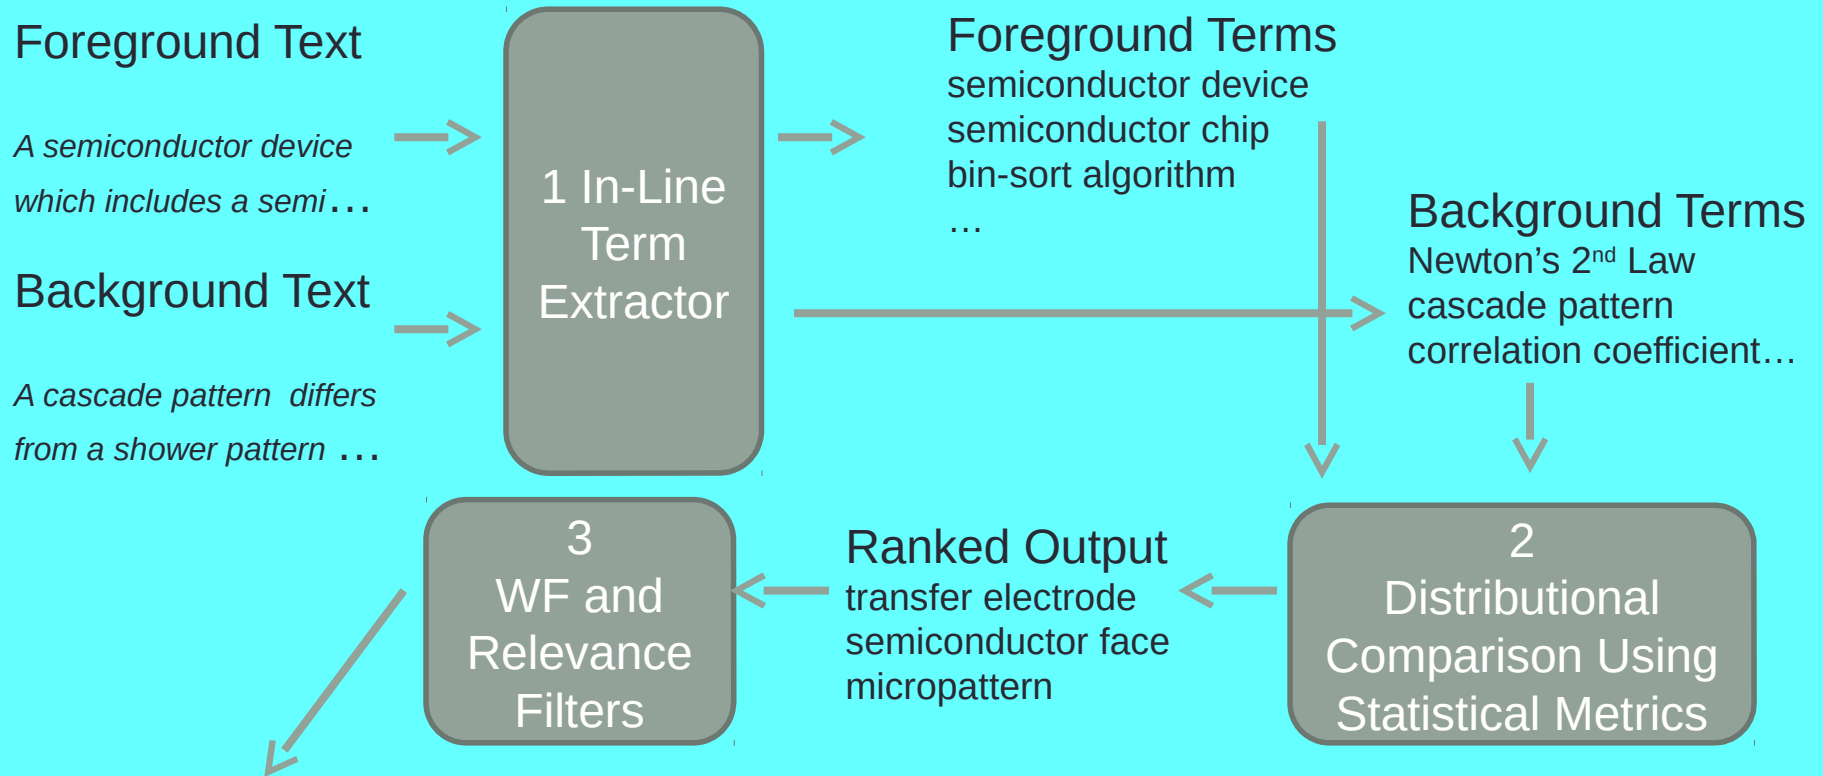 Foreground Text
A semiconductor device
which includes a semi…
Background Text
A cascade pattern  differs
from a shower pattern …
1 In-Line
Term
Extractor
Foreground Terms
semiconductor device
semiconductor chip
bin-sort algorithm
…
Background Terms
Newton’s 2nd Law
cascade pattern
correlation coefficient…
2
Distributional
Comparison Using
Statistical Metrics
Ranked Output
transfer electrode
semiconductor face
micropattern
3
WF and
Relevance
Filters